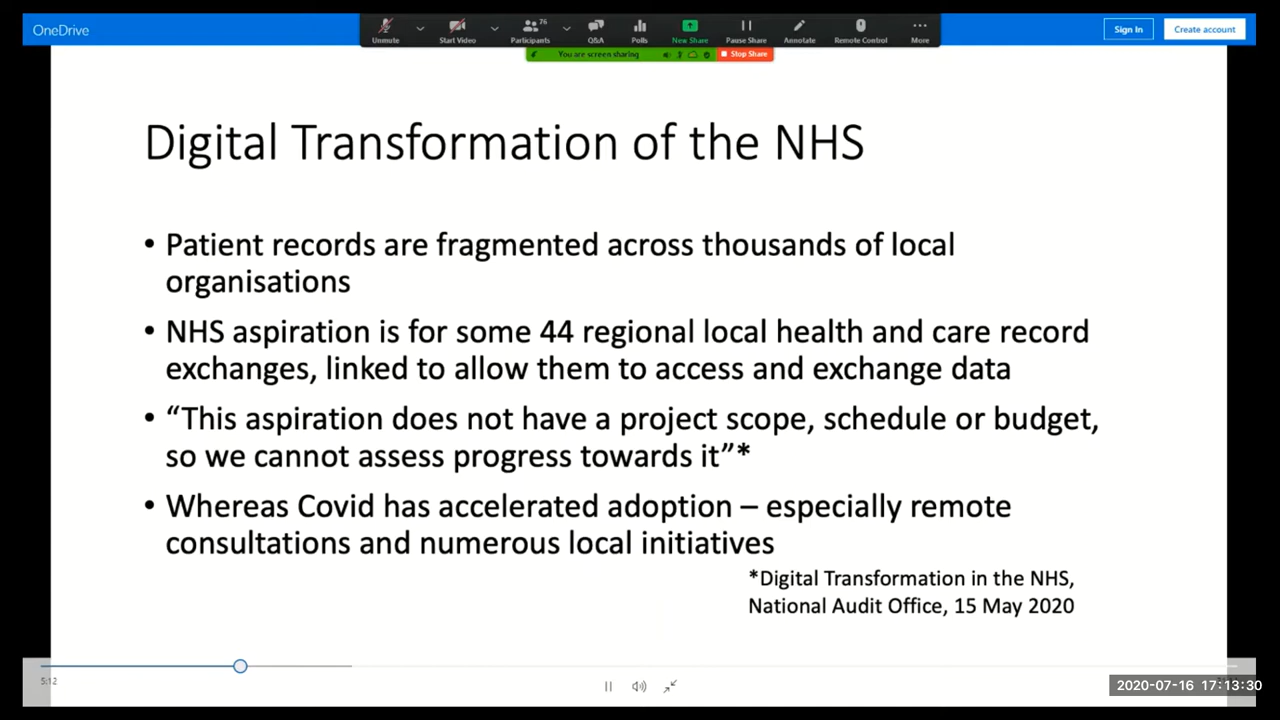 OneDrive
76
Unmute
Start Video
Participants
Q&A
Polls
New Share
Pause Share
Annotate
Remote Control
More
Sign In
Create account
You are screen sharing
Stop Share
Digital Transformation of the NHS
• Patient records are fragmented across thousands of local
organisations
• NHS aspiration is for some 44 regional local health and care record
exchanges, linked to allow them to access and exchange data
• “This aspiration does not have a project scope, schedule or budget,
so we cannot assess progress towards it”*
• Whereas Covid has accelerated adoption – especially remote
consultations and numerous local initiatives
*Digital Transformation in the NHS,
National Audit Office, 15 May 2020
5:12
2020-07-16 17:13:30